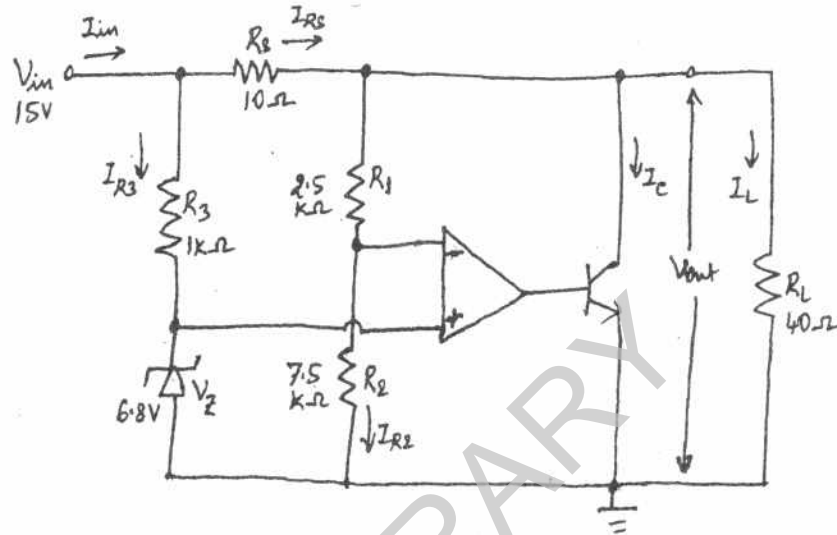 Iin
IRS
Vin
15V
RS
10Ω
IR3
R3
1kΩ
2.5
kΩ
R1
-
+
IC
IL
Vout
RL
40Ω
6.8V
VZ
7.5
kΩ
R2
IR2
RARY